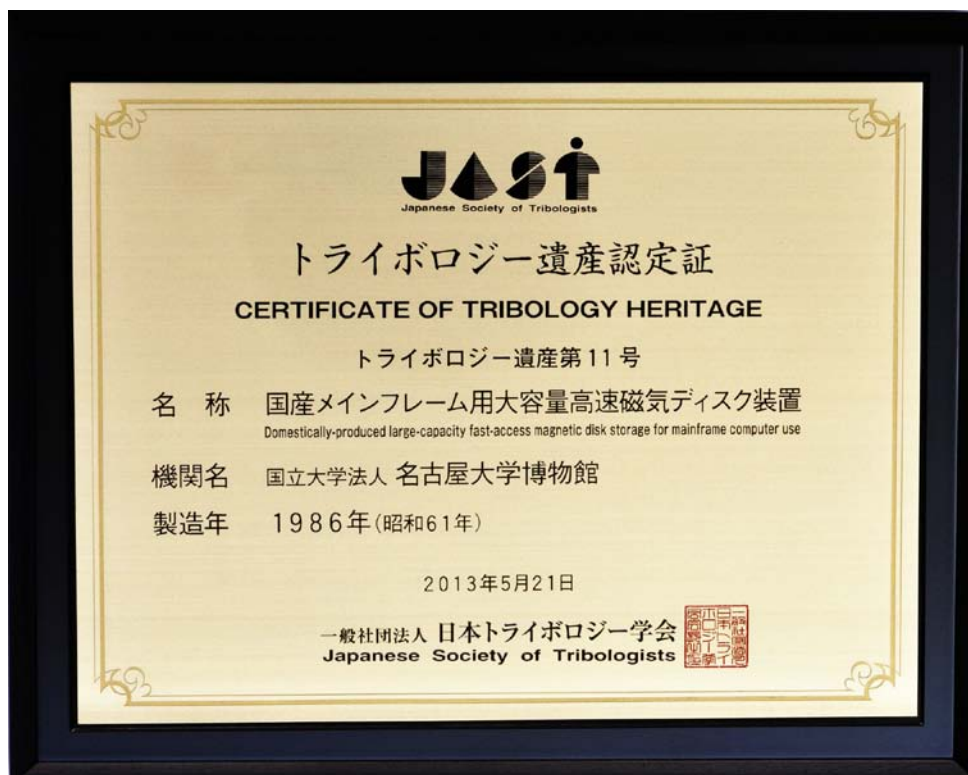 JAST
Japanese Society of Tribologists
トライボロジー遺産認定証
CERTIFICATE OF TRIBOLOGY HERITAGE
トライボロジー遺産第11号
名 称 国産メインフレーム用大容量高速磁気ディスク装置
Domestically-produced large-capacity fast-access magnetic disk storage for mainframe computer use
機関名 国立大学法人 名古屋大学博物館
製造年 1986年(昭和61年)
2013年5月21日
一般社団法人 日本トライボロジー学会
Japanese Society of Tribologists